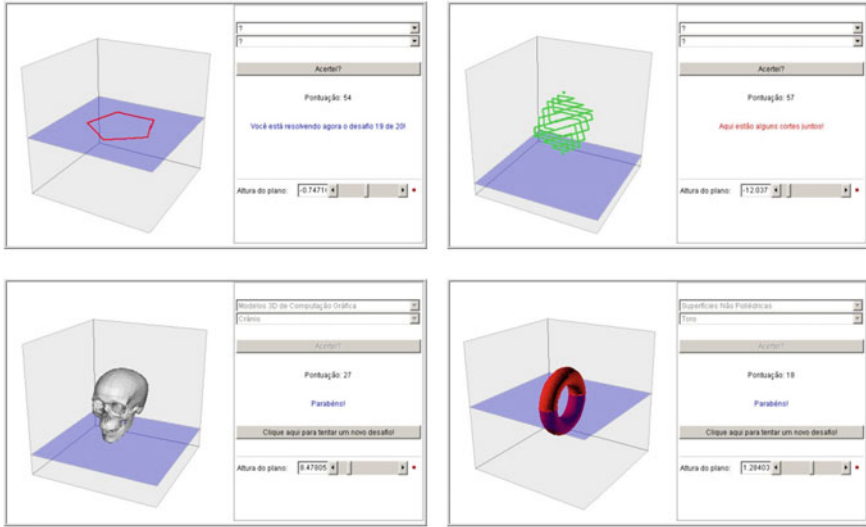 ?
?
Acertei?
Pontuação: 54
Você está resolvendo agora o desafio 19 de 20!
Altura do plano: -0.7471
?
?
Acertei?
Pontuação: 57
Aqui estão alguns cortes juntos!
Altura do plano: -12.037
Modelos 3D de Computação Gráfica
Crânio
Acertei?
Pontuação: 27
Parabéns!
Clique aqui para tentar um novo desafio!
Altura do plano: 8.47805
Superfícies Não Poliédricas
Toro
Acertei?
Pontuação: 18
Parabéns!
Clique aqui para tentar um novo desafio!
Altura do plano: 1.28403